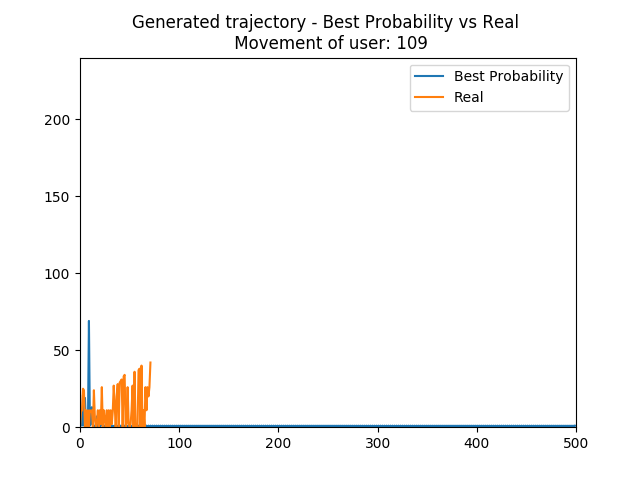 Generated trajectory - Best Probability vs Real
Movement of user: 109
Best Probability
Real
200
150
100
50
0
0 100 200 300 400 500